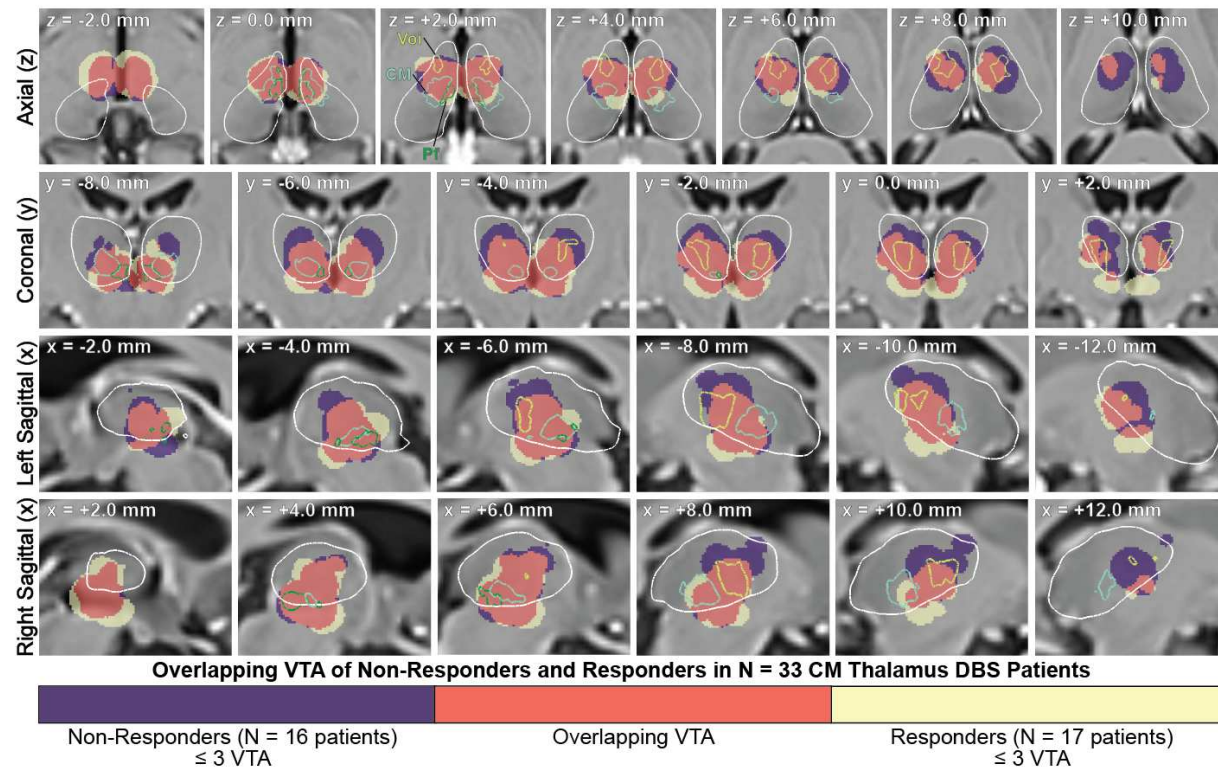 Axial (z)
z = -2.0 mm
z = 0.0 mm
z = +2.0 mm
z = +4.0 mm
z = +6.0 mm
z = +8.0 mm
z = +10.0 mm
Voi
CM
Pf
Coronal (y)
y = -8.0 mm
y = -6.0 mm
y = -4.0 mm
y = -2.0 mm
y = 0.0 mm
y = +2.0 mm
Left Sagittal (x)
x = -2.0 mm
x = -4.0 mm
x = -6.0 mm
x = -8.0 mm
x = -10.0 mm
x = -12.0 mm
Right Sagittal (x)
x = +2.0 mm
x = +4.0 mm
x = +6.0 mm
x = +8.0 mm
x = +10.0 mm
x = +12.0 mm
Overlapping VTA of Non-Responders and Responders in N = 33 CM Thalamus DBS Patients
Non-Responders (N = 16 patients)
≤ 3 VTA
Overlapping VTA
Responders (N = 17 patients)
≤ 3 VTA